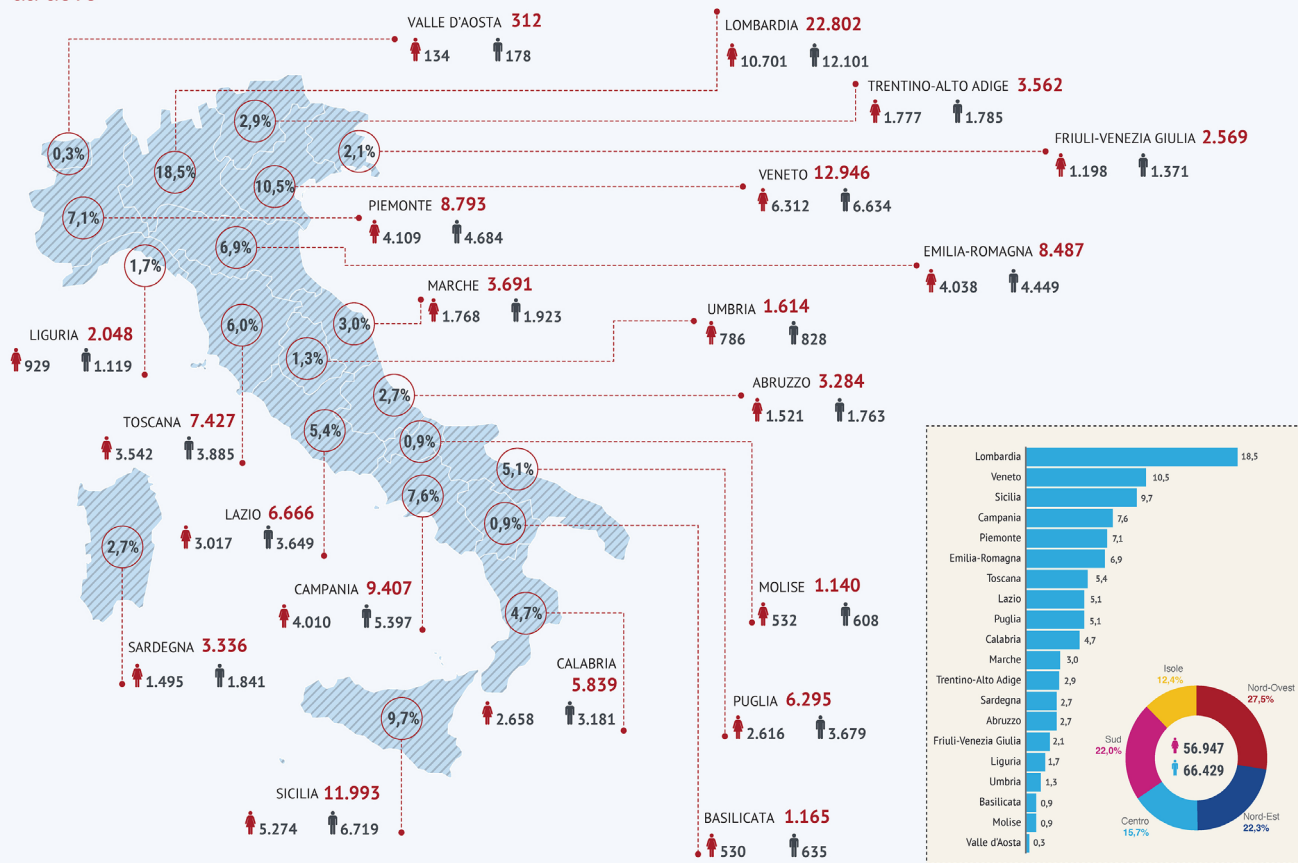 VALLE D'AOSTA 312
134 178
LOMBARDIA 22.802
10.701 12.101
TRENTINO-ALTO ADIGE 3.562
1.777 1.785
FRIULI-VENEZIA GIULIA 2.569
1.198 1.371
VENETO 12.946
6.312 6.634
PIEMONTE 8.793
4.109 4.684
EMILIA-ROMAGNA 8.487
4.038 4.449
MARCHE 3.691
1.768 1.923
UMBRIA 1.614
786 828
LIGURIA 2.048
929 1.119
ABRUZZO 3.284
1.521 1.763
TOSCANA 7.427
3.542 3.885
LAZIO 6.666
3.017 3.649
CAMPANIA 9.407
4.010 5.397
MOLISE 1.140
532 608
SARDEGNA 3.336
1.495 1.841
CALABRIA
5.839
2.658 3.181
PUGLIA 6.295
2.616 3.679
SICILIA 11.993
5.274 6.719
BASILICATA 1.165
530 635
2,9%
0,3%
2,1%
18,5%
10,5%
7,1%
6,9%
1,7%
6,0%
3,0%
1,3%
2,7%
5,4%
0,9%
5,1%
7,6%
0,9%
2,7%
4,7%
9,7%
Lombardia 18,5
Veneto 10,5
Sicilia 9,7
Campania 7,6
Piemonte 7,1
Emilia-Romagna 6,9
Toscana 5,4
Lazio 5,1
Puglia 5,1
Calabria 4,7
Marche 3,0
Trentino-Alto Adige 2,9
Sardegna 2,7
Abruzzo 2,7
Friuli-Venezia Giulia 2,1
Liguria 1,7
Umbria 1,3
Basilicata 0,9
Molise 0,9
Valle d'Aosta 0,3
Isole
12,4%
Nord-Ovest
27,5%
Sud
22,0%
56.947
66.429
Centro
15,7%
Nord-Est
22,3%